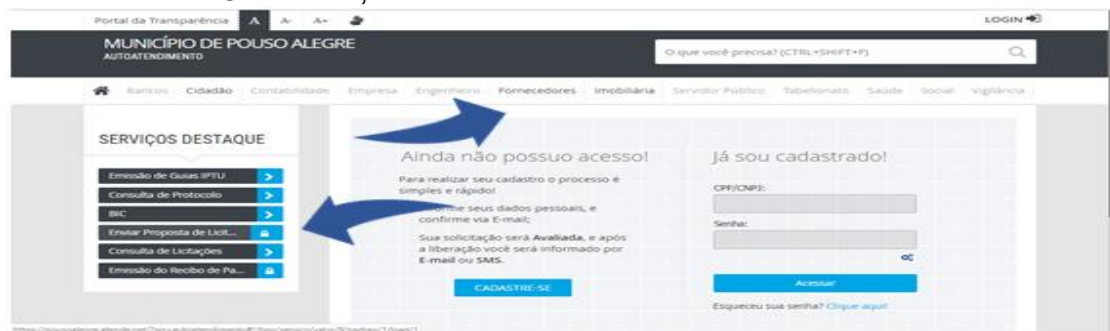 Portal da Transparência A A- A+ LOGIN
MUNICÍPIO DE POUSO ALEGRE
AUTOATENDIMENTO
O que você precisa? (CTRL+SHIFT+F)
Bancos Cidadão Contabilidade Empresa Engenheiro Fornecedores Imobiliária Servidor Público Tabelionato Saúde Social Vigilância
SERVIÇOS DESTAQUE
Emissão de Guias IPTU
Consulta de Protocolo
BIC
Enviar Proposta de Licit...
Consulta de Licitações
Emissão do Recibo de Pa...
Ainda não possuo acesso!
Para realizar seu cadastro o processo é
simples e rápido!
seus dados pessoais, e
confirme via E-mail;
Sua solicitação será Avaliada, e após
a liberação você será informado por
E-mail ou SMS.
CADASTRE-SE
Já sou cadastrado!
CPF/CNPJ:
Senha:
Acessar
Esqueceu sua senha? Clique aqui!